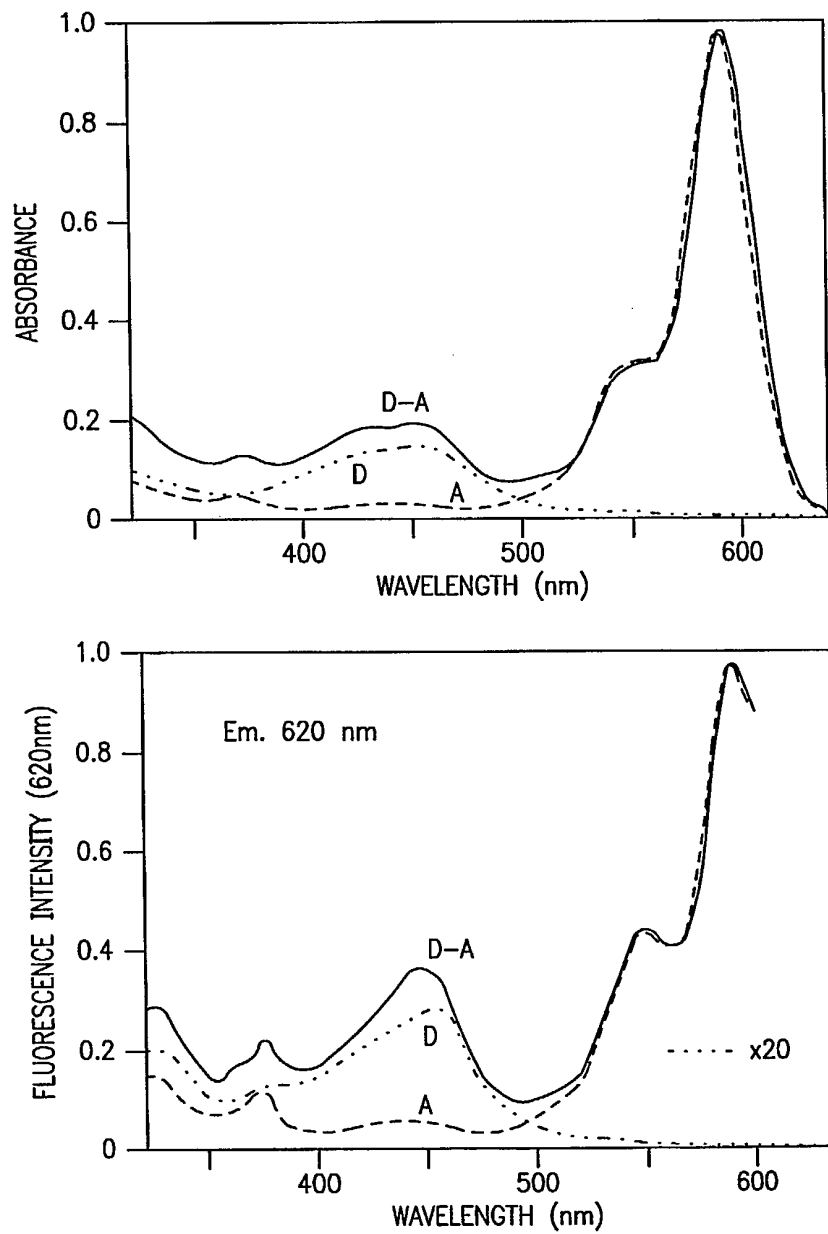 1.0
0.8
0.6
0.4
0.2
0
ABSORBANCE
D-A
D
A
400
500
600
WAVELENGTH (nm)
1.0
0.8
0.6
0.4
0.2
0
FLUORESCENCE INTENSITY (620nm)
Em. 620 nm
D-A
D
A
x20
400
500
600
WAVELENGTH (nm)